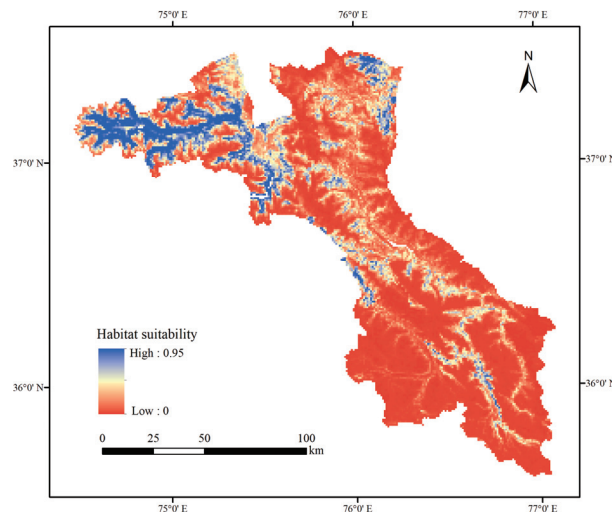 75°0' E 76°0' E 77°0' E
N
37°0' N 37°0' N
Habitat suitability
High : 0.95
Low : 0
36°0' N 36°0' N
0 25 50 100
km
75°0' E 76°0' E 77°0' E